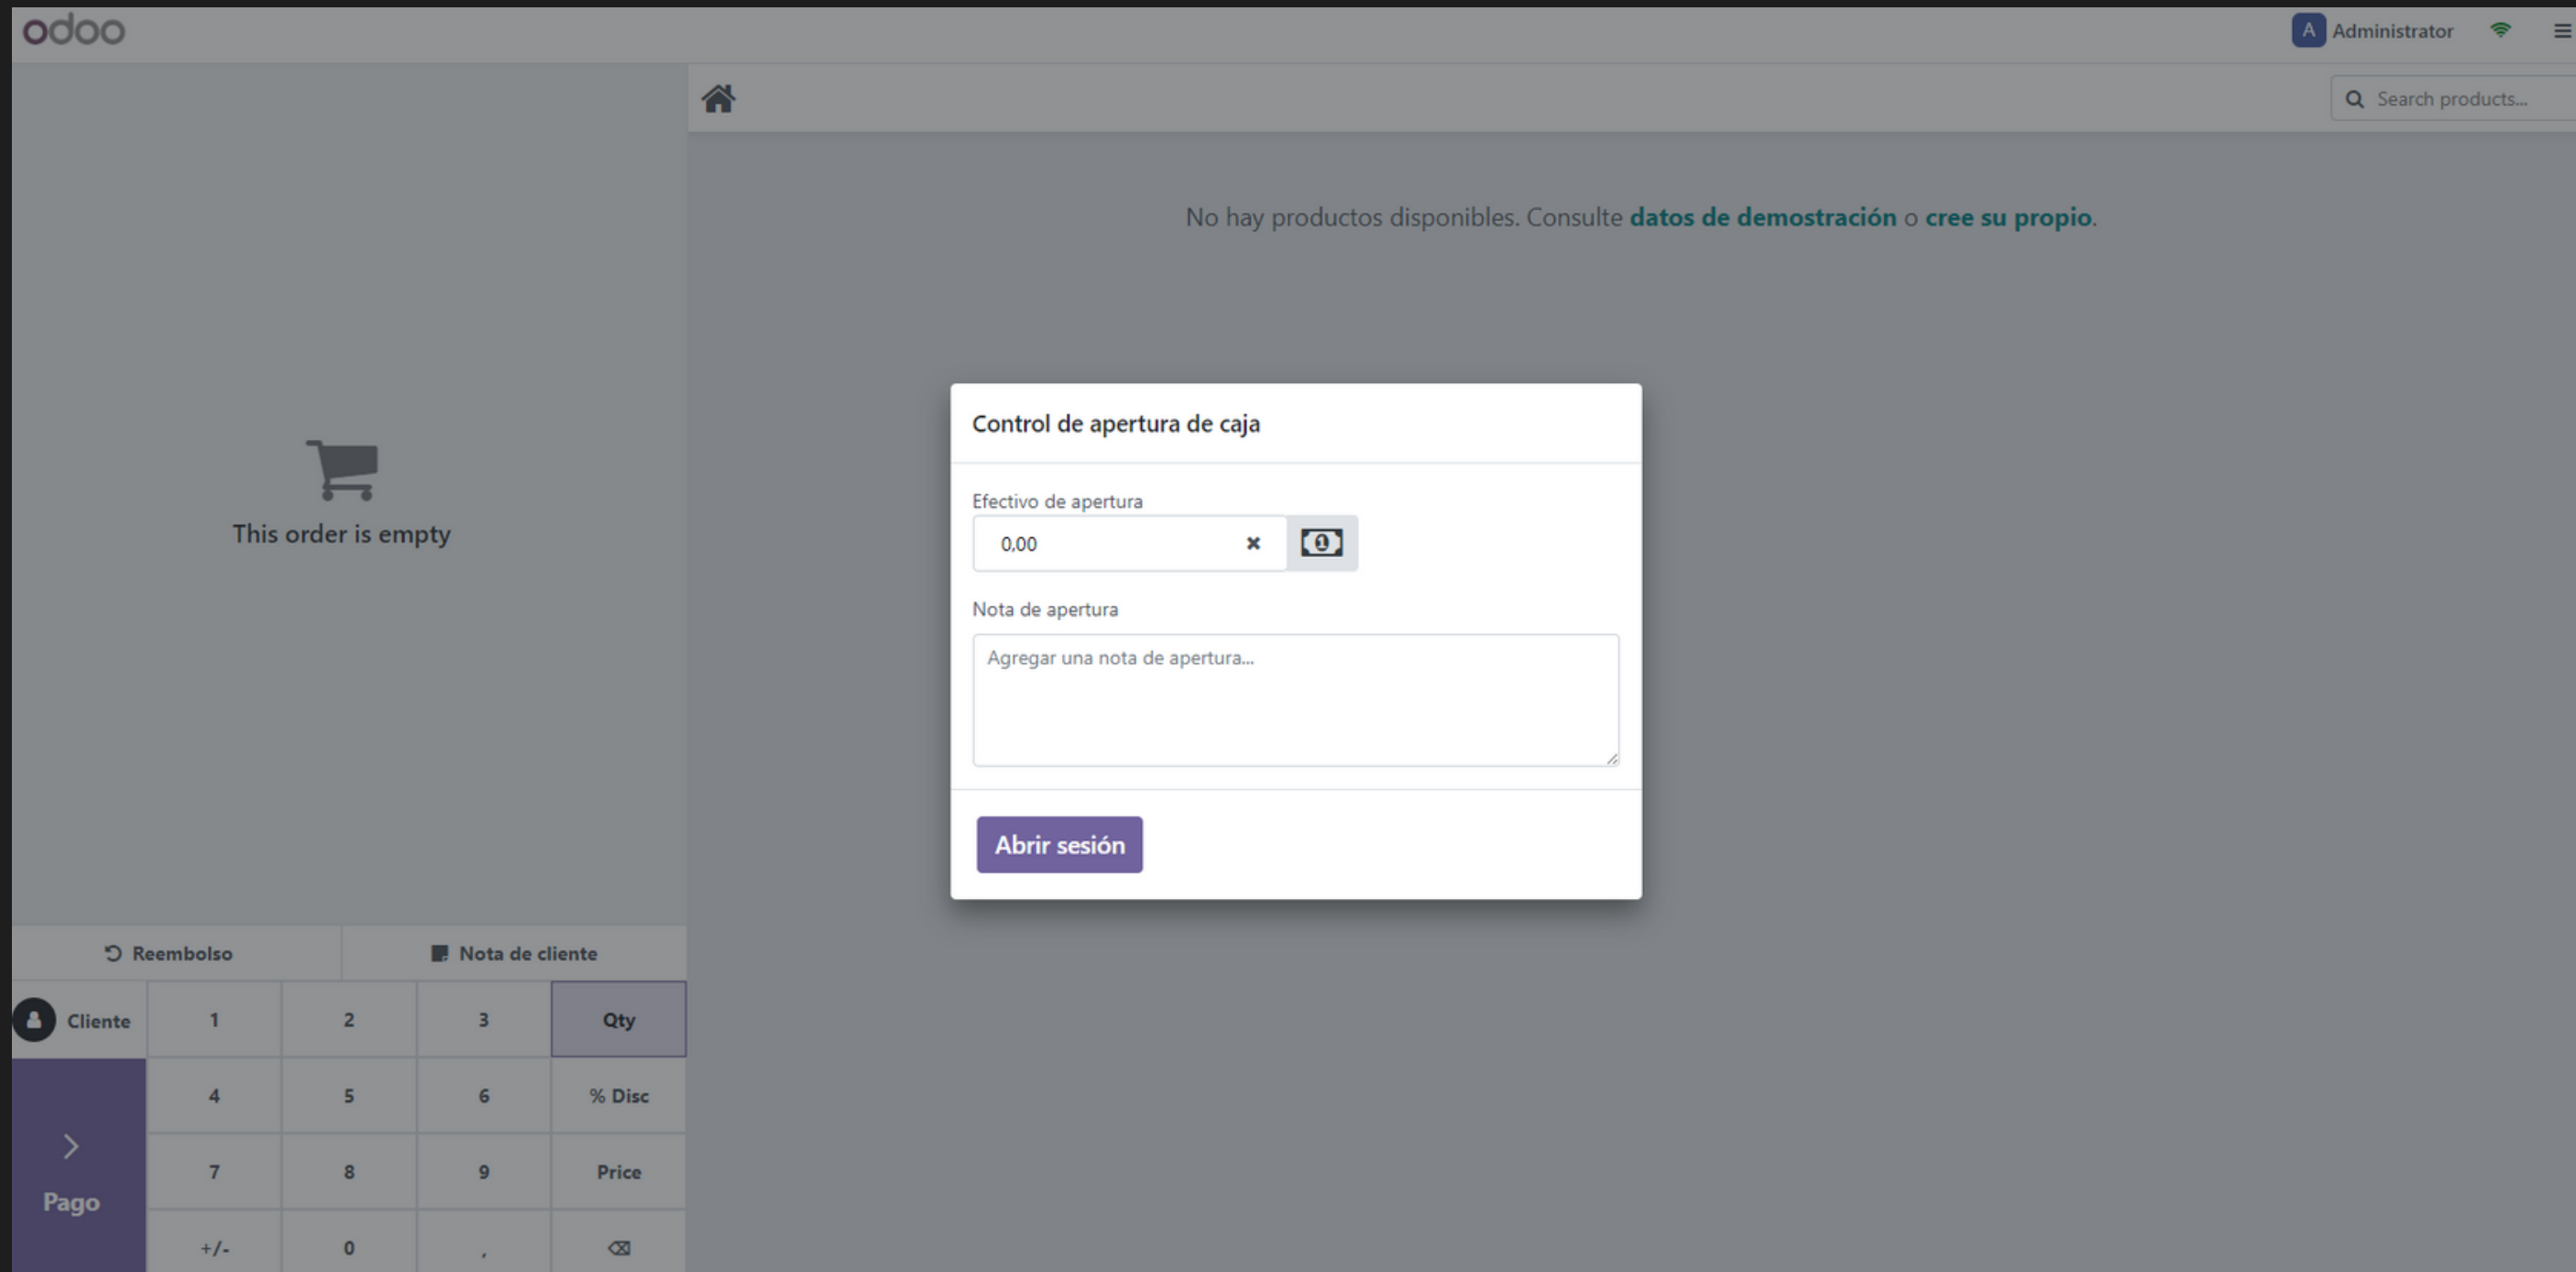 odoo
A Administrator
Search products...
No hay productos disponibles. Consulte datos de demostración o cree su propio.
This order is empty
Control de apertura de caja
Efectivo de apertura
0,00
Nota de apertura
Agregar una nota de apertura...
Abrir sesión
Reembolso
Nota de cliente
Cliente
1 2 3 Qty
4 5 6 % Disc
7 8 9 Price
Pago
+/- 0 ,